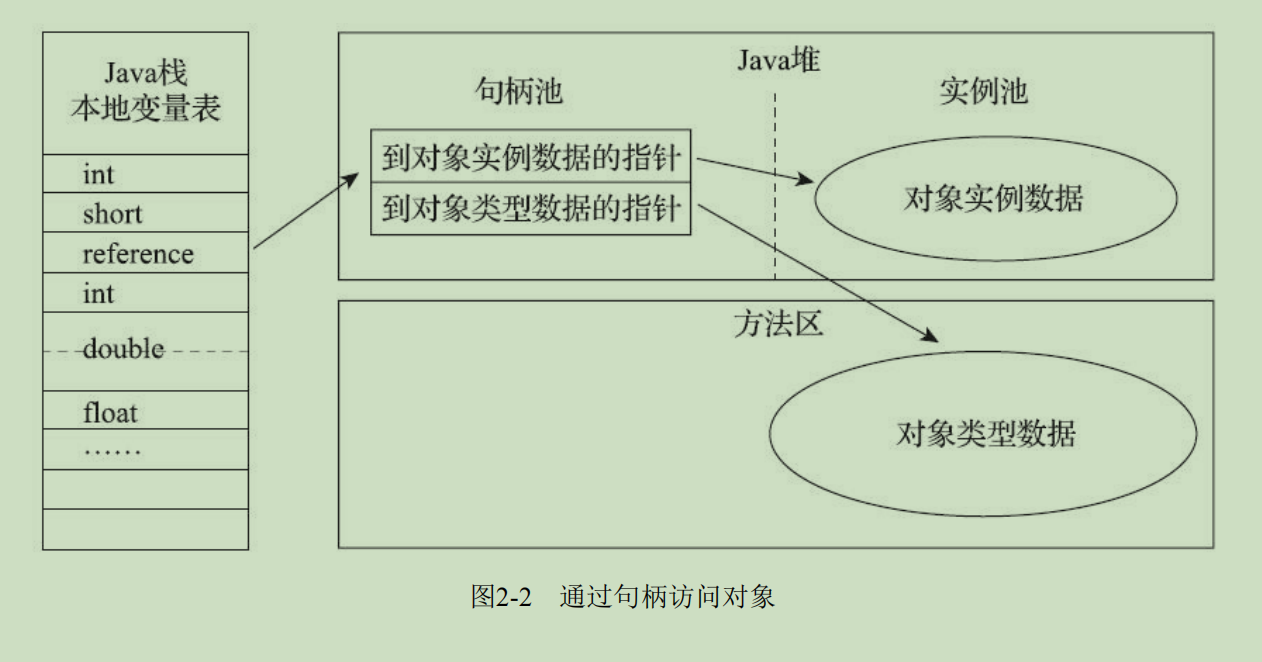 Java栈
本地变量表
int
short
reference
int
double
float
……
Java堆
句柄池
实例池
到对象实例数据的指针
到对象类型数据的指针
对象实例数据
方法区
对象类型数据
图2-2 通过句柄访问对象